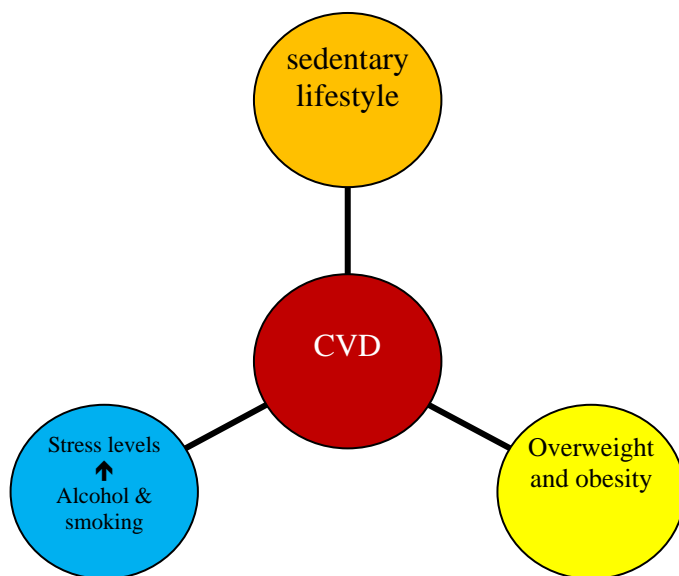 sedentary
lifestyle
CVD
Stress levels
🡹
Alcohol &
smoking
Overweight
and obesity